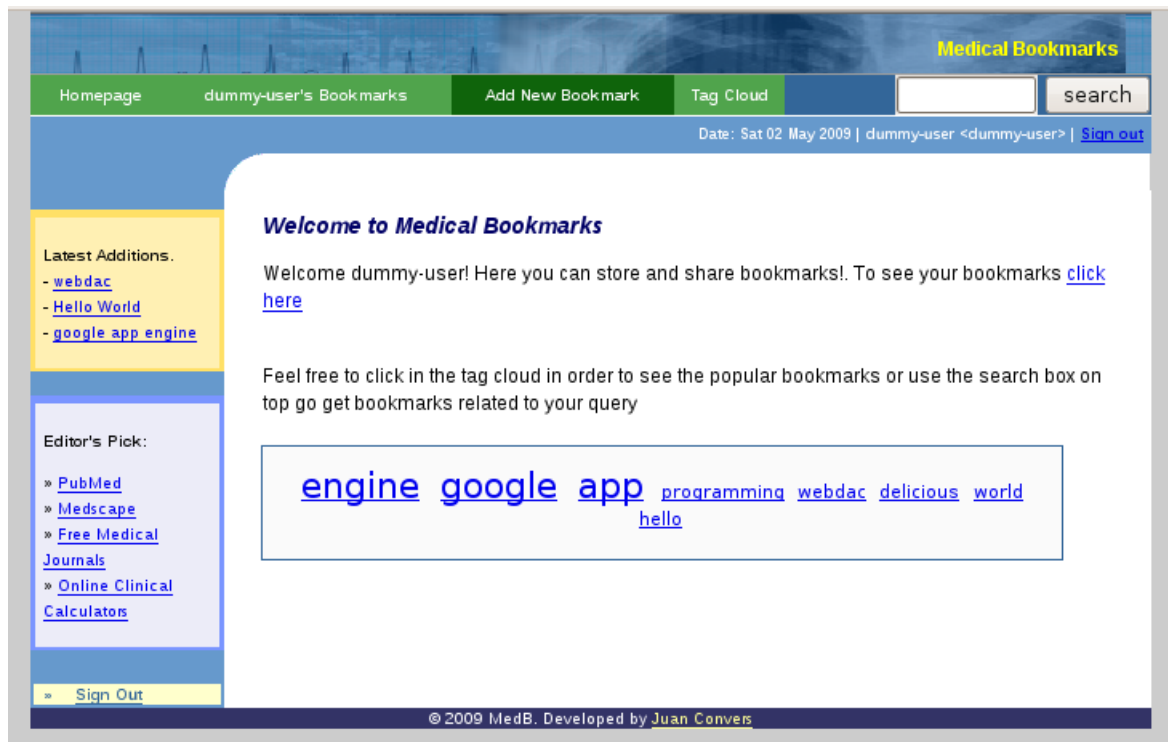 Medical Bookmarks
Homepage dummy-user's Bookmarks Add New Bookmark Tag Cloud search
Date: Sat 02 May 2009 | dummy-user <dummy-user> | Sign out
Latest Additions.
- webdac
- Hello World
- google app engine
Editor's Pick:
» PubMed
» Medscape
» Free Medical
Journals
» Online Clinical
Calculators
» Sign Out
Welcome to Medical Bookmarks
Welcome dummy-user! Here you can store and share bookmarks!. To see your bookmarks click
here
Feel free to click in the tag cloud in order to see the popular bookmarks or use the search box on
top go get bookmarks related to your query
engine google app programming webdac delicious world
hello
© 2009 MedB. Developed by Juan Convers